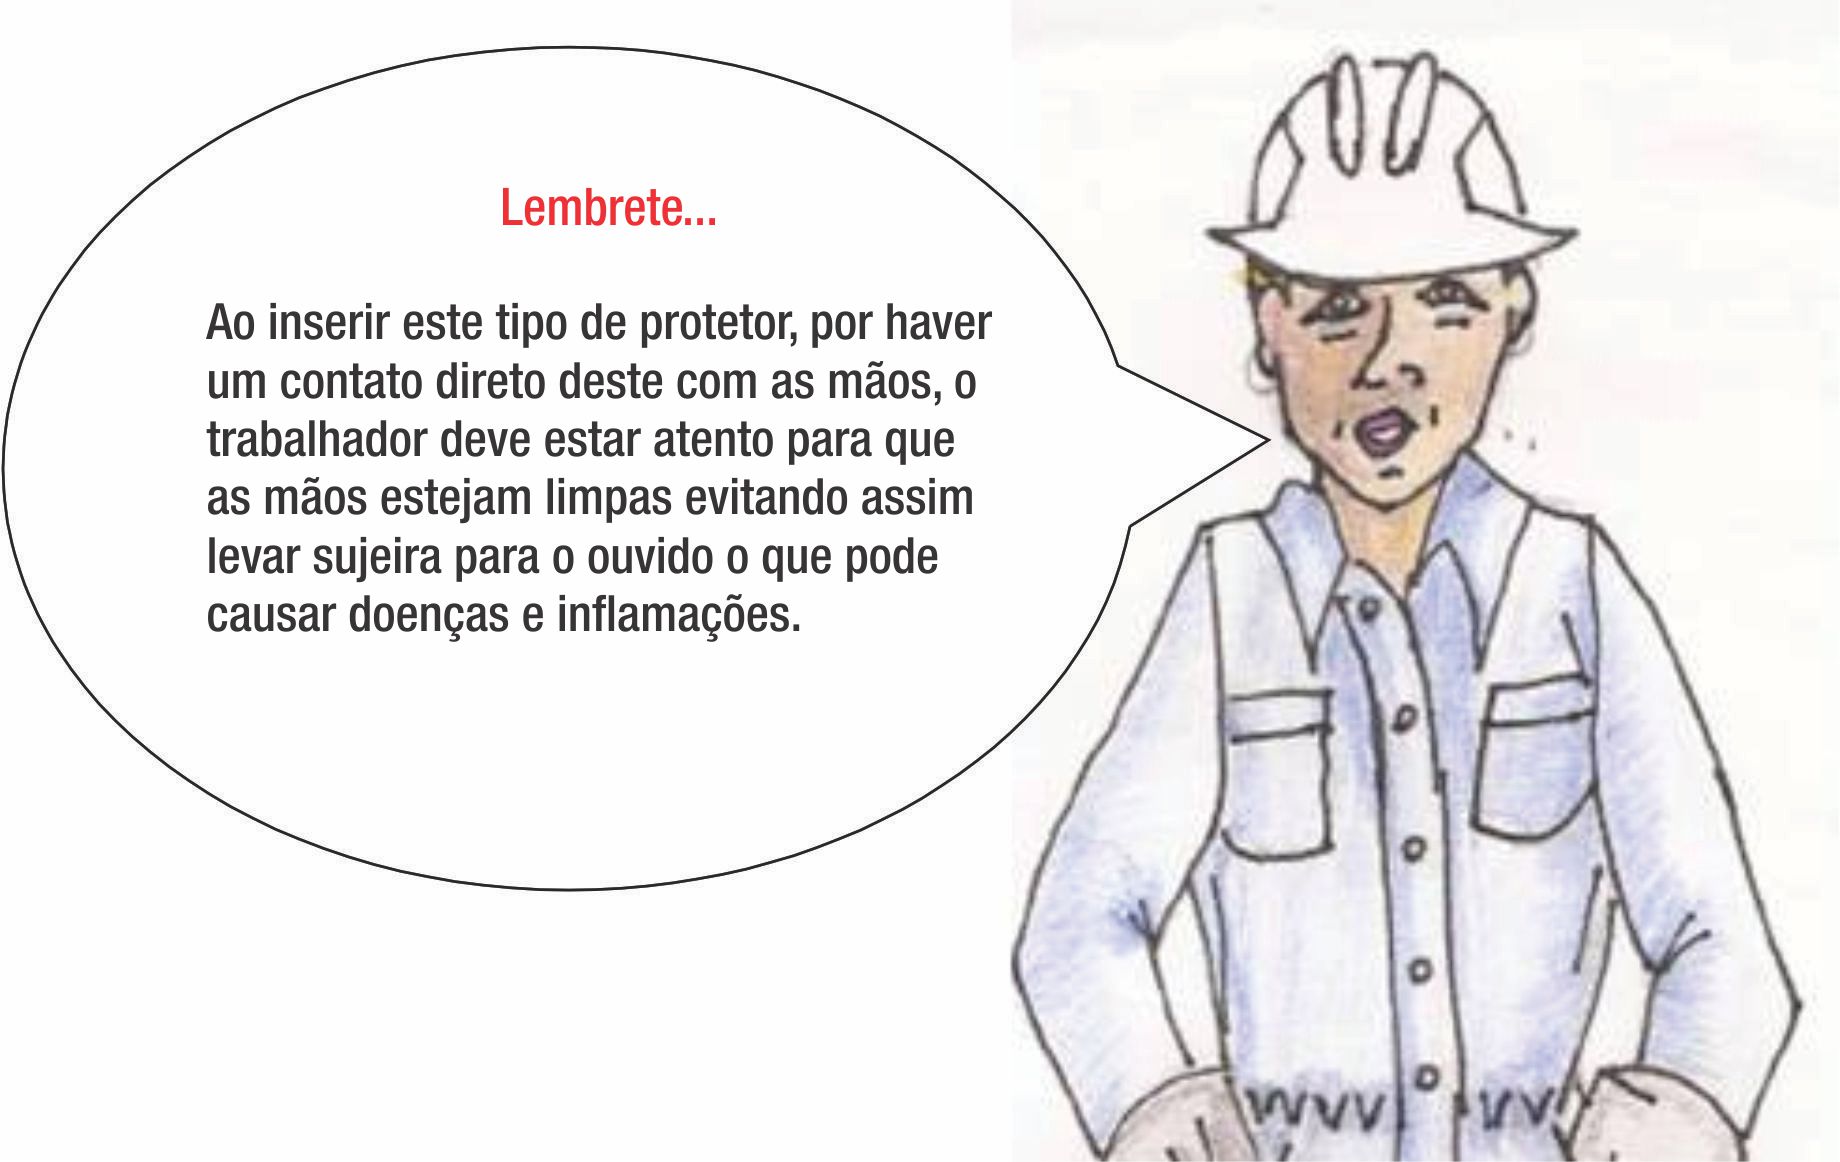 Lembrete...
Ao inserir este tipo de protetor, por haver
um contato direto deste com as mãos, o
trabalhador deve estar atento para que
as mãos estejam limpas evitando assim
levar sujeira para o ouvido o que pode
causar doenças e inflamações.